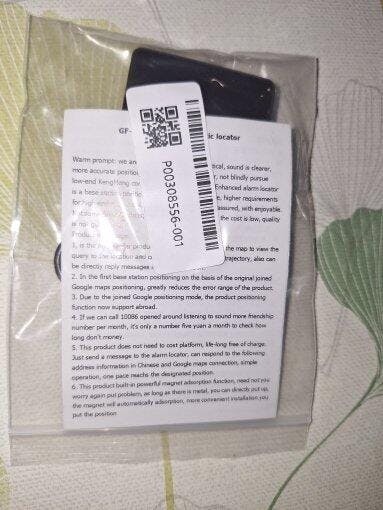 GF-
ic locator
Warm prompt: we
tical, sound is clearer,
more accurate
not blindly pursue
low-end
Enhanced alarm locator
is a base
higher requirements
for
assured, with enjoyable
the cost is low, quality
is
P00308556-001
1, is the
the map to view the
query to the location and
trajectory, also can
be directly reply messages
2. In the first base station positioning on the basis of the original joined
Google maps positioning, greatly reduces the error range of the product.
3. Due to the joined Google positioning mode, the product positioning
function now support abroad.
4. If we can call 10086 opened around listening to sound more friendship
number per month, it's only a number five yuan a month to check how
long don't money.
5. This product does not need to cost platform, life-long free of charge.
Just send a message to the alarm locator, can respond to the following
address information in Chinese and Google maps connection, simple
operation, one pace reachs the designated position.
6. This product built-in powerful magnet adsorption function, need not you
worry again put problem, as long as there is metal, you can directly put up,
the magnet will automatically adsorption, more convenient installation you
put the position